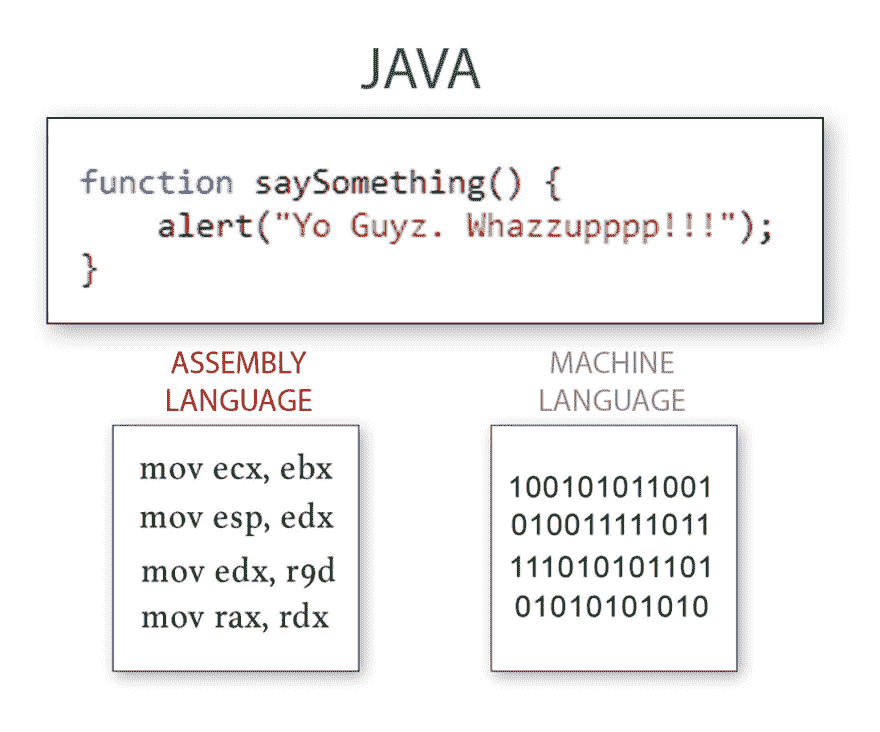 JAVA
function saySomething() {
    alert("Yo Guyz. Whazzupppp!!!");
}
ASSEMBLY
LANGUAGE
mov ecx, ebx
mov esp, edx
mov edx, r9d
mov rax, rdx
MACHINE
LANGUAGE
100101011001
010011111011
111010101101
01010101010